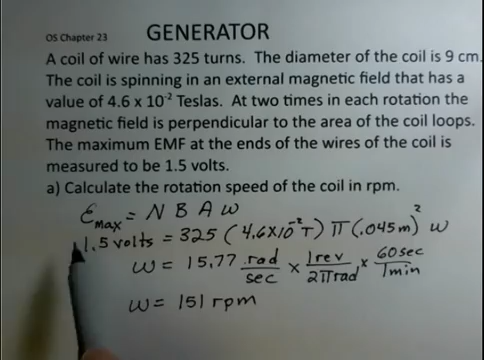 OS Chapter 23 GENERATOR
A coil of wire has 325 turns. The diameter of the coil is 9 cm.
The coil is spinning in an external magnetic field that has a
value of 4.6 x 10⁻² Teslas. At two times in each rotation the
magnetic field is perpendicular to the area of the coil loops.
The maximum EMF at the ends of the wires of the coil is
measured to be 1.5 volts.
a) Calculate the rotation speed of the coil in rpm.
Ɛmax = N B A ω
1.5 volts = 325 (4.6x10⁻² T) π (.045m)² ω
ω = 15.77 rad/sec x 1rev/2π rad x 60sec/1min
ω = 151 rpm